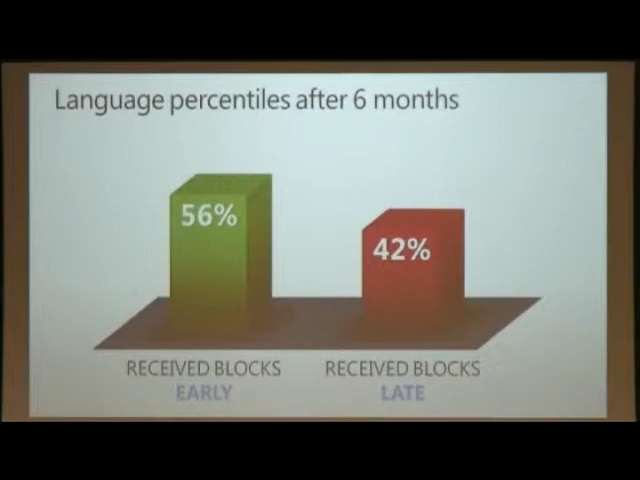 Language percentiles after 6 months
56%
42%
RECEIVED BLOCKS
EARLY
RECEIVED BLOCKS
LATE